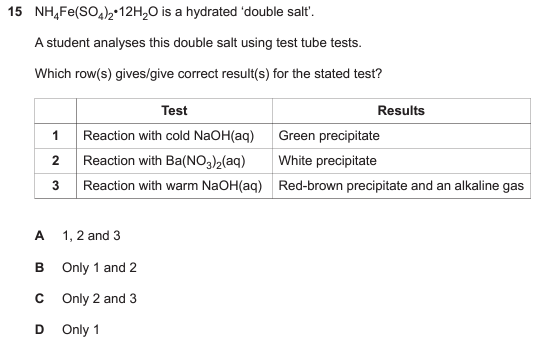 15 NH₄Fe(SO₄)₂•12H₂O is a hydrated ‘double salt’.
A student analyses this double salt using test tube tests.
Which row(s) gives/give correct result(s) for the stated test?
Test Results
1 Reaction with cold NaOH(aq) Green precipitate
2 Reaction with Ba(NO₃)₂(aq) White precipitate
3 Reaction with warm NaOH(aq) Red-brown precipitate and an alkaline gas
A 1, 2 and 3
B Only 1 and 2
C Only 2 and 3
D Only 1